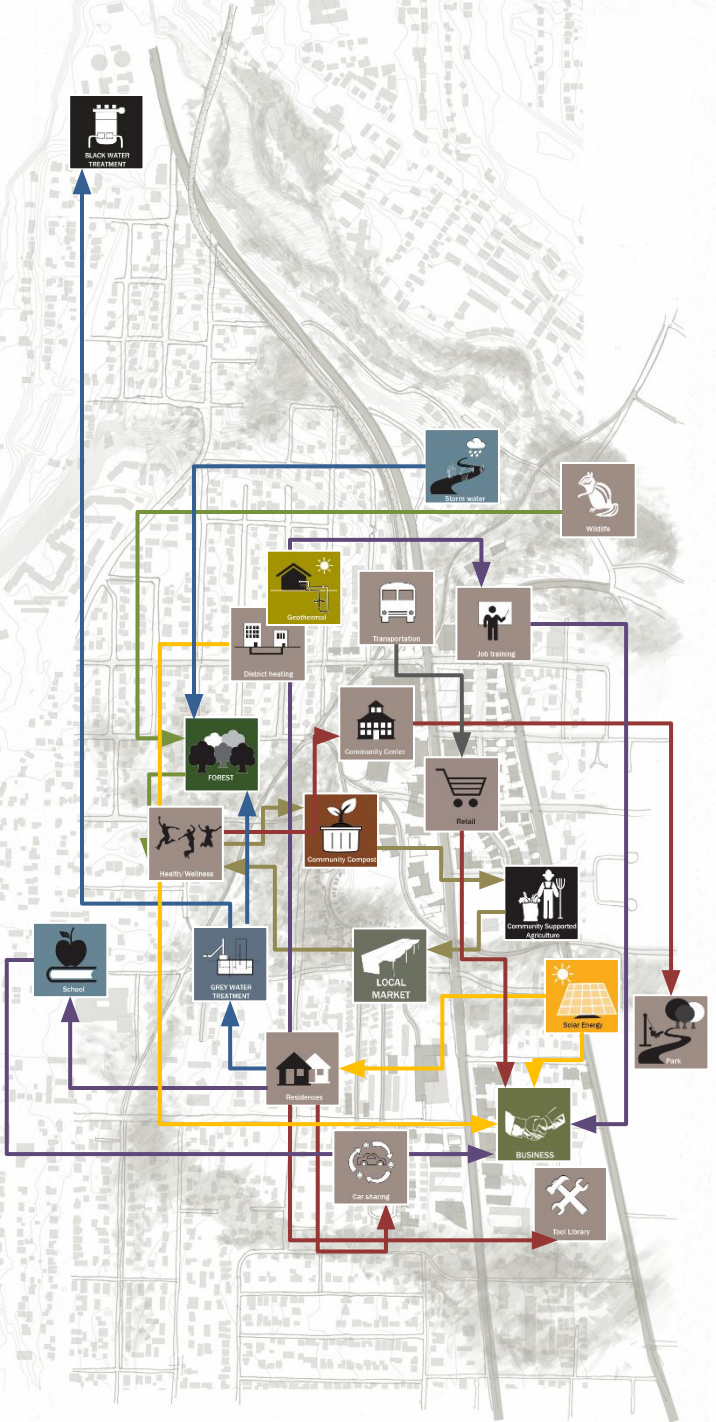 BLACK WATER
TREATMENT
Storm water
Wildlife
Geothermal
Transportation
Job training
District heating
Community Center
FOREST
Retail
Community Compost
Health/Wellness
Community Supported
Agriculture
School
GREY WATER
TREATMENT
LOCAL
MARKET
Solar Energy
Park
Residences
BUSINESS
Car sharing
Tool Library